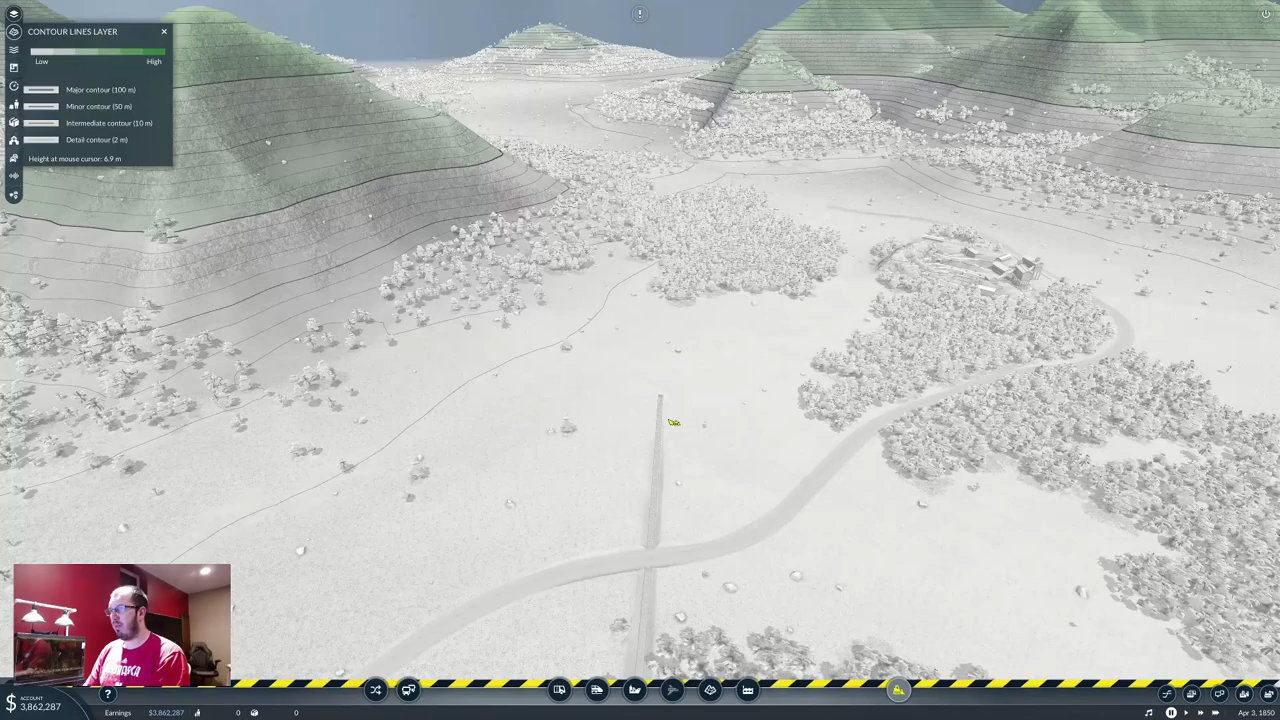 CONTOUR LINES LAYER
Low High
Major contour (100 m)
Minor contour (50 m)
Intermediate contour (10 m)
Detail contour (2 m)
Height at mouse cursor: 6.9 m
$ ACCOUNT
3,862,287
?
Earnings $3,862,287 0 0
Apr 3, 1850